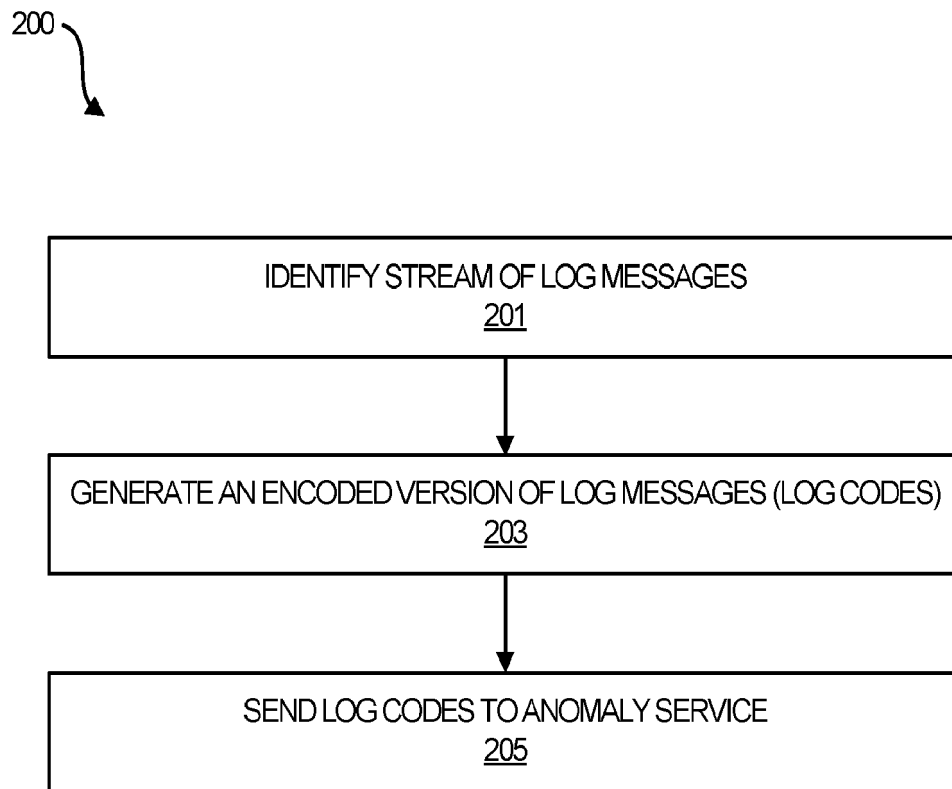 200
IDENTIFY STREAM OF LOG MESSAGES
201
GENERATE AN ENCODED VERSION OF LOG MESSAGES (LOG CODES)
203
SEND LOG CODES TO ANOMALY SERVICE
205